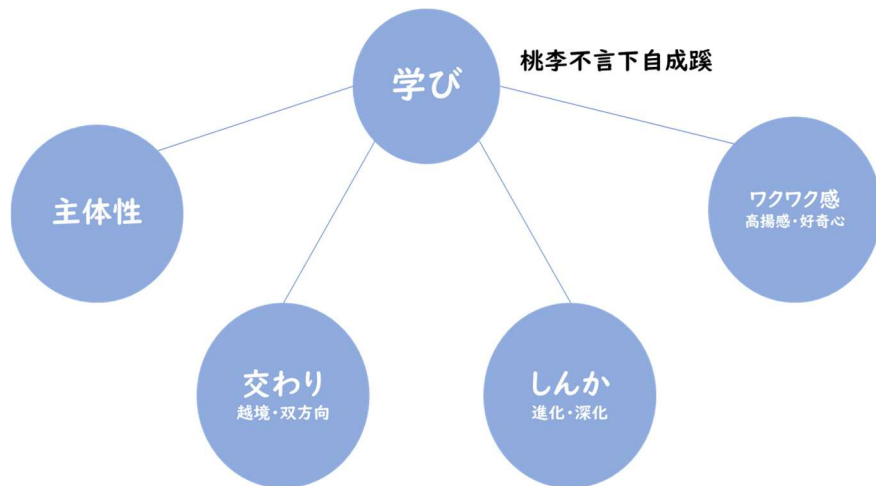 学び
桃李不言下自成蹊
主体性
ワクワク感
高揚感・好奇心
交わり
越境・双方向
しんか
進化・深化